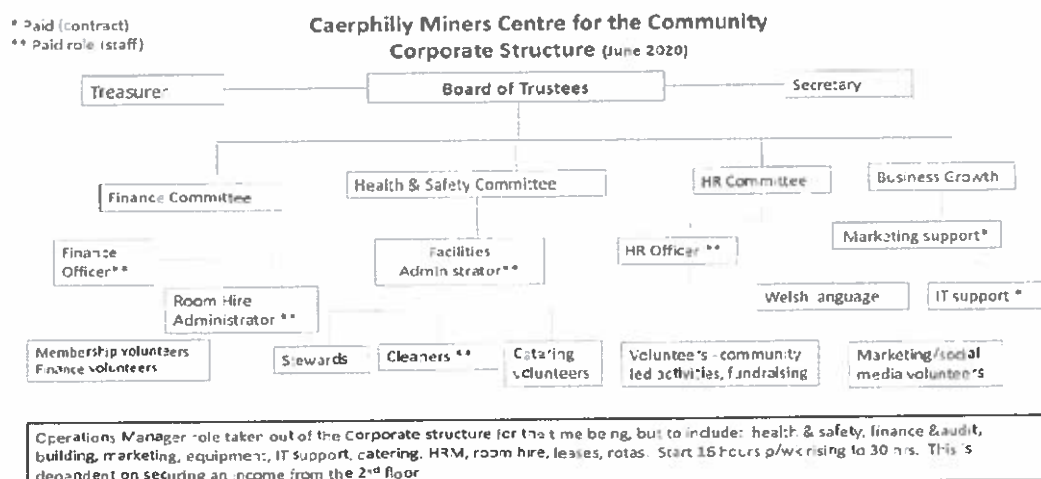 * Paid (contract)
** Paid role (staff)
Caerphilly Miners Centre for the Community
Corporate Structure (June 2020)
Treasurer
Board of Trustees
Secretary
Finance Committee
Health & Safety Committee
HR Committee
Business Growth
Finance
Officer**
Facilities
Administrator**
HR Officer **
Marketing support*
Room Hire
Administrator **
Welsh language
IT support *
Membership volunteers
Finance volunteers
Stewards
Cleaners **
Catering
volunteers
Volunteers - community
led activities, fundraising
Marketing/social
media volunteers
Operations Manager role taken out of the Corporate structure for the time being, but to include: health & safety, finance & audit,
building, marketing, equipment, IT support, catering, HRM, room hire, leases, rotas. Start 16 hours p/w rising to 30 hrs. This is
dependent on securing an income from the 2nd floor